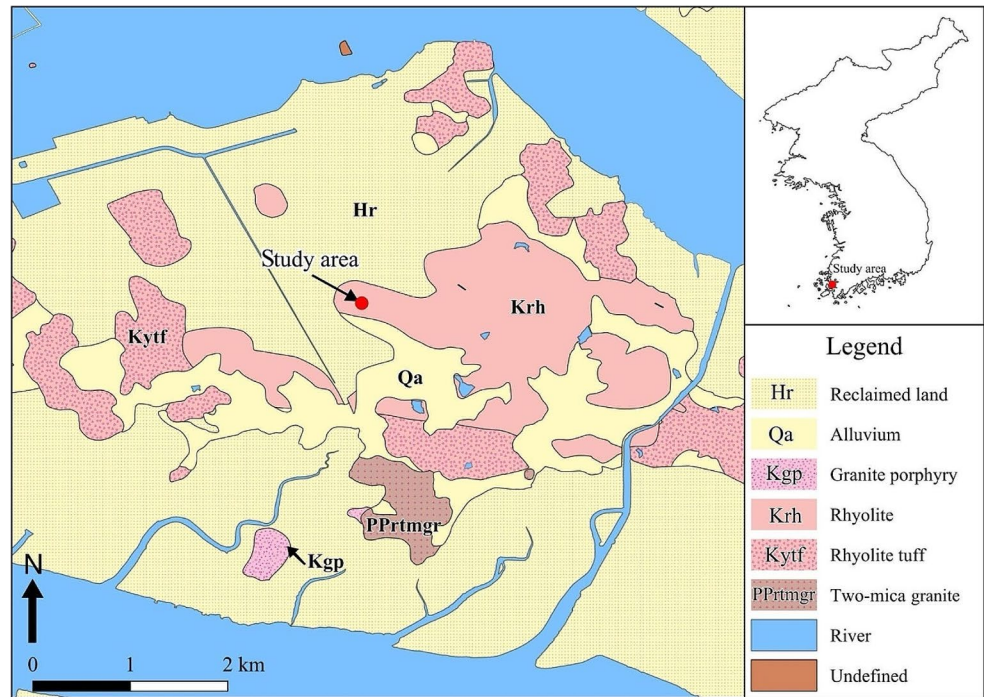 Hr
Study area
Krh
Kytf
Qa
PPrtmgr
Kgp
N
0 1 2 km
Study area
Legend
Hr Reclaimed land
Qa Alluvium
Kgp Granite porphyry
Krh Rhyolite
Kytf Rhyolite tuff
PPrtmgr Two-mica granite
River
Undefined